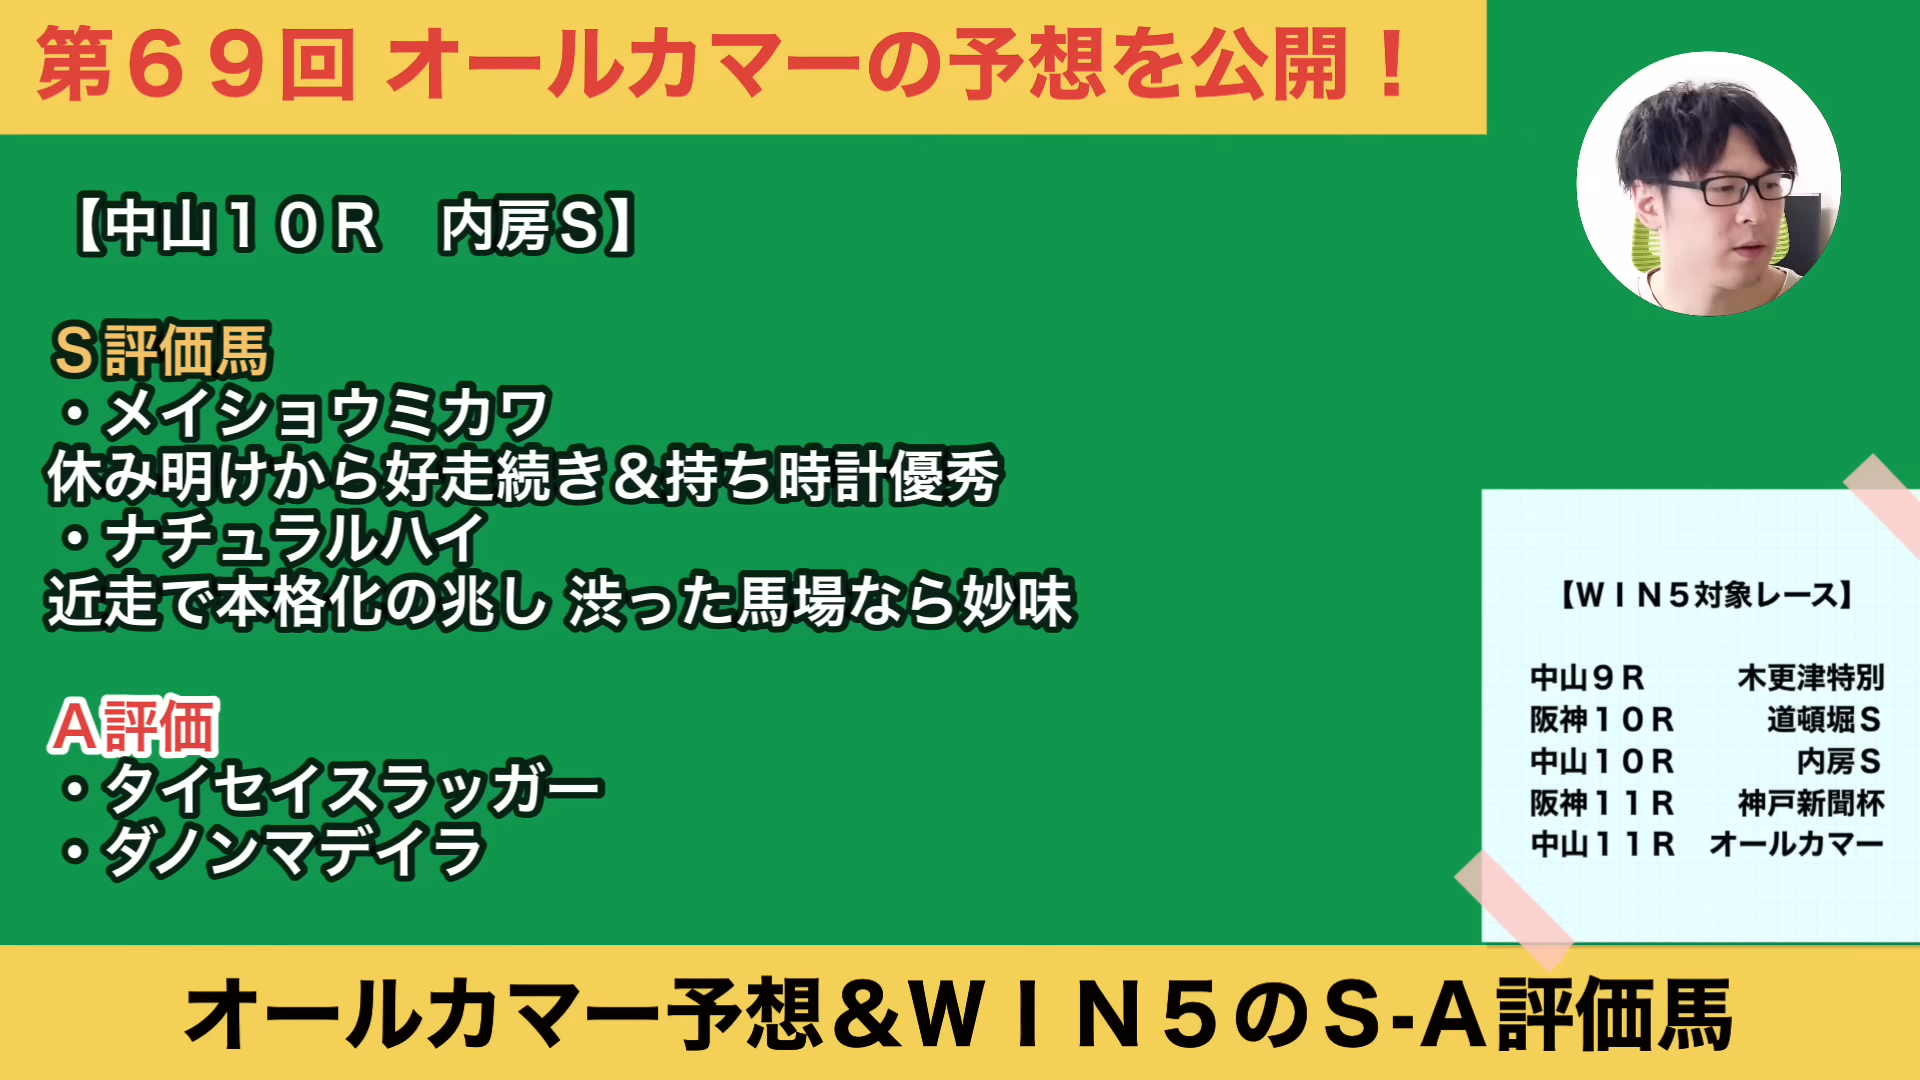 第６９回 オールカマーの予想を公開！
【中山１０Ｒ　内房Ｓ】
Ｓ評価馬
・メイショウミカワ
休み明けから好走続き＆持ち時計優秀
・ナチュラルハイ
近走で本格化の兆し 渋った馬場なら妙味
Ａ評価
・タイセイスラッガー
・ダノンマデイラ
【ＷＩＮ５対象レース】
中山９Ｒ　木更津特別
阪神１０Ｒ　道頓堀Ｓ
中山１０Ｒ　内房Ｓ
阪神１１Ｒ　神戸新聞杯
中山１１Ｒ　オールカマー
オールカマー予想&ＷＩＮ５のＳ-Ａ評価馬